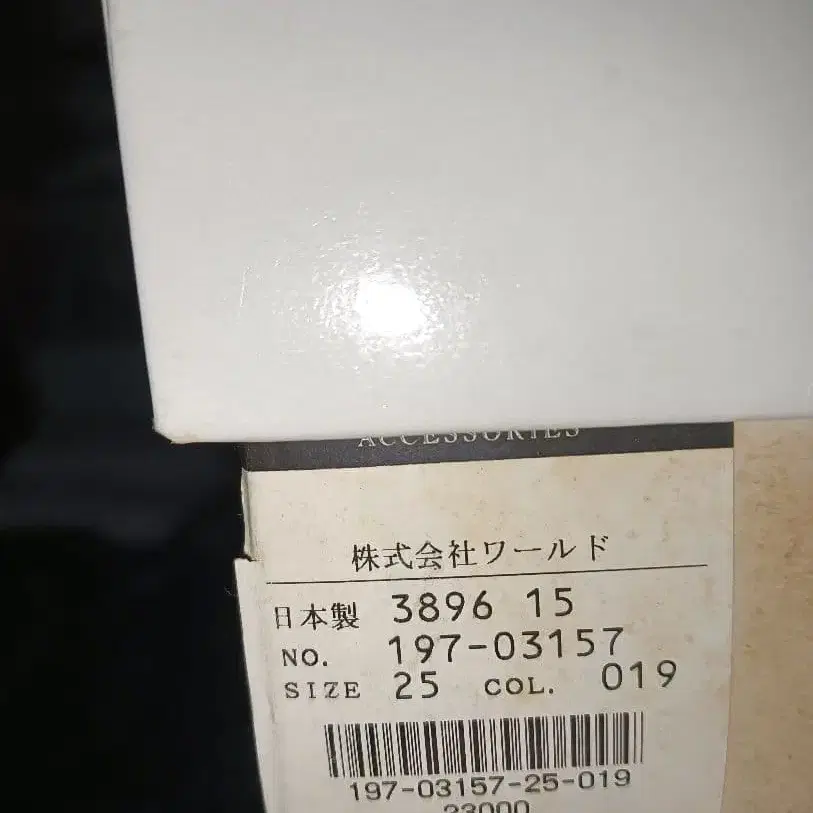 ACCESSORIES
株式会社ワールド
日本製 3896 15
NO. 197-03157
SIZE 25 COL. 019
197-03157-25-019
23000